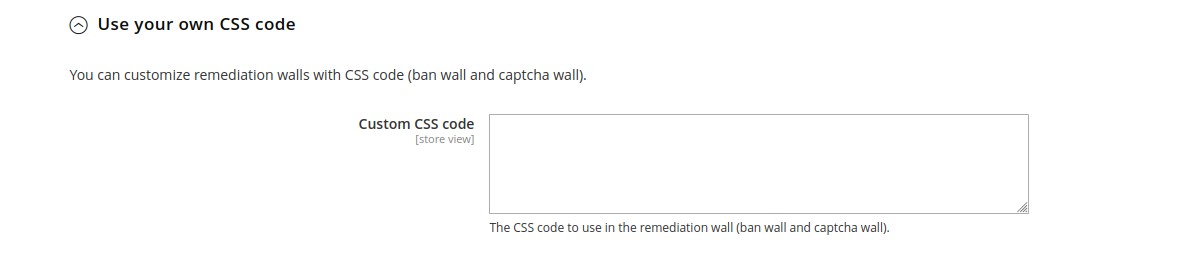 Use your own CSS code
You can customize remediation walls with CSS code (ban wall and captcha wall).
Custom CSS code
[store view]
The CSS code to use in the remediation wall (ban wall and captcha wall).